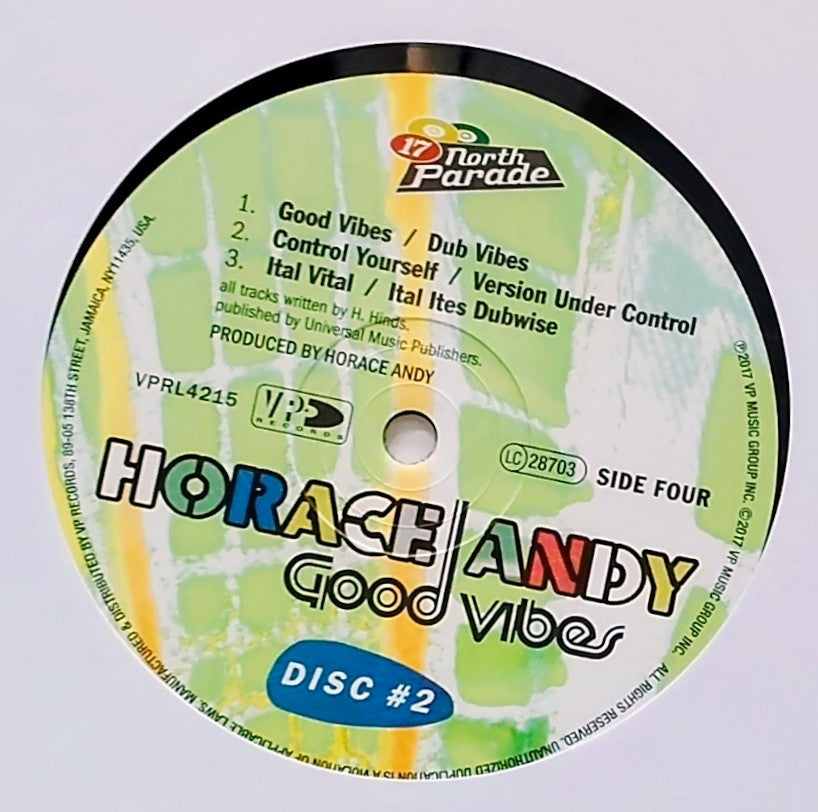 17 North
Parade
1. Good Vibes / Dub Vibes
2. Control Yourself / Version Under Control
3. Ital Vital / Ital Ites Dubwise
all tracks written by H. Hinds.
published by Universal Music Publishers.
PRODUCED BY HORACE ANDY
VPRL4215
VP
RECORDS
LC 28703
SIDE FOUR
HORACE ANDY
Good Vibes
DISC #2
℗2017 VP MUSIC GROUP INC. ©2017 VP MUSIC GROUP INC. ALL RIGHTS RESERVED. UNAUTHORIZED DUPLICATION IS A VIOLATION OF APPLICABLE LAWS. MANUFACTURED & DISTRIBUTED BY VP RECORDS, 89-05 138TH STREET, JAMAICA, NY11435, USA.